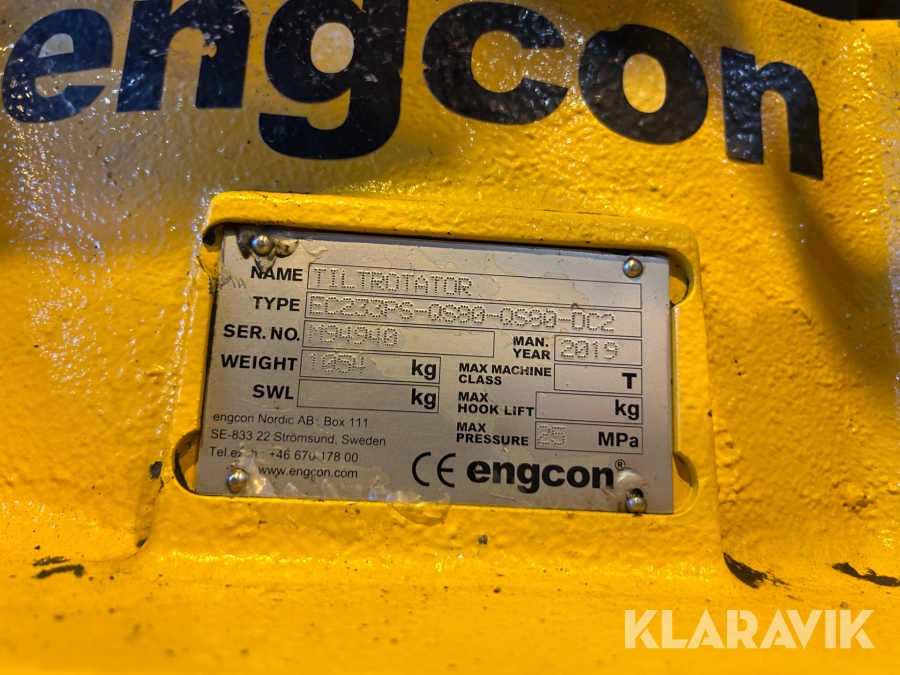 engcon
NAME TILTROTATOR
TYPE EC233PS-QS80-QS80-DC2
SER. NO. N94940 MAN. YEAR 2019
WEIGHT 1054 kg MAX MACHINE CLASS T
SWL kg MAX HOOK LIFT kg
MAX PRESSURE 25 MPa
engcon Nordic AB : Box 111
SE-833 22 Strömsund, Sweden
Tel.exch : +46 670 178 00
www.engcon.com
CE engcon®
KLARAVIK